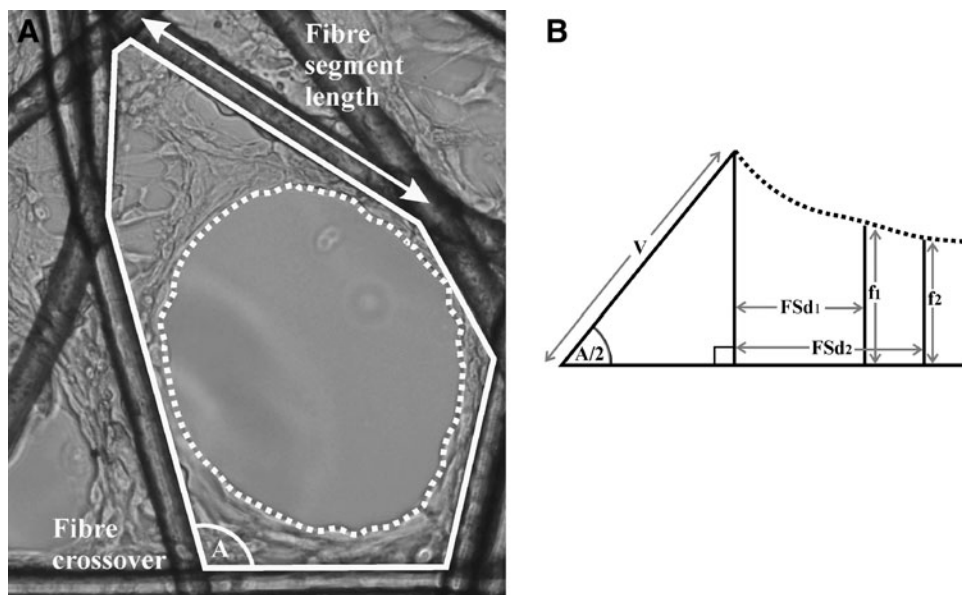 A
Fibre
segment
length
Fibre
crossover
A
B
V
A/2
FSd1
FSd2
f1
f2